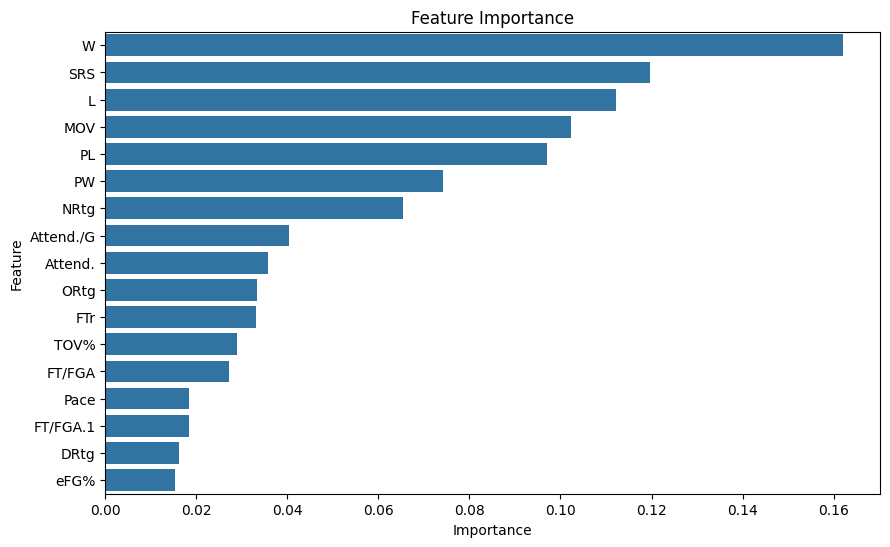 Feature Importance
W
SRS
L
MOV
PL
PW
NRtg
Attend./G
Attend.
ORtg
FTr
TOV%
FT/FGA
Pace
FT/FGA.1
DRtg
eFG%
Feature
0.00 0.02 0.04 0.06 0.08 0.10 0.12 0.14 0.16
Importance